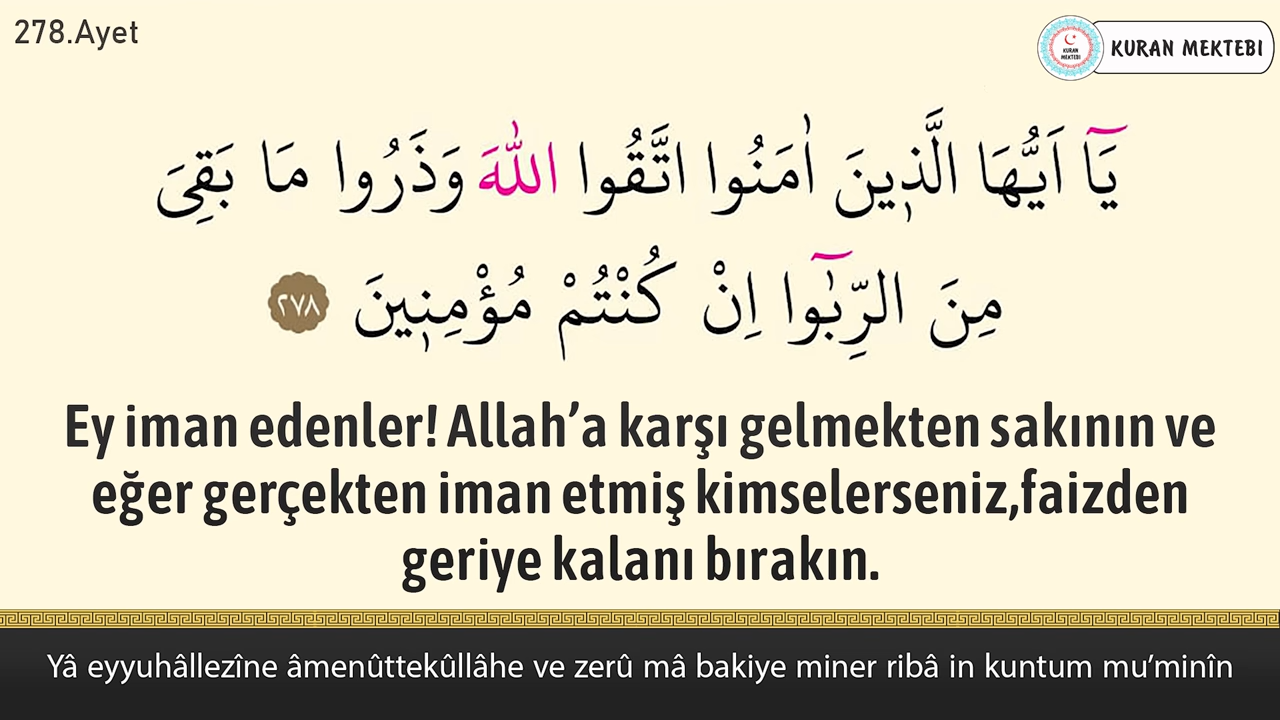 278.Ayet
KURAN MEKTEBI
KURAN MEKTEBI
يَٓا اَيُّهَا الَّذ۪ينَ اٰمَنُوا اتَّقُوا اللّٰهَ وَذَرُوا مَا بَقِيَ
مِنَ الرِّبٰٓوا اِنْ كُنْتُمْ مُؤْمِن۪ينَ ٢٧٨
Ey iman edenler! Allah’a karşı gelmekten sakının ve
eğer gerçekten iman etmiş kimselerseniz,faizden
geriye kalanı bırakın.
Yâ eyyuhâllezîne âmenûttekûllâhe ve zerû mâ bakiye miner ribâ in kuntum mu’minîn